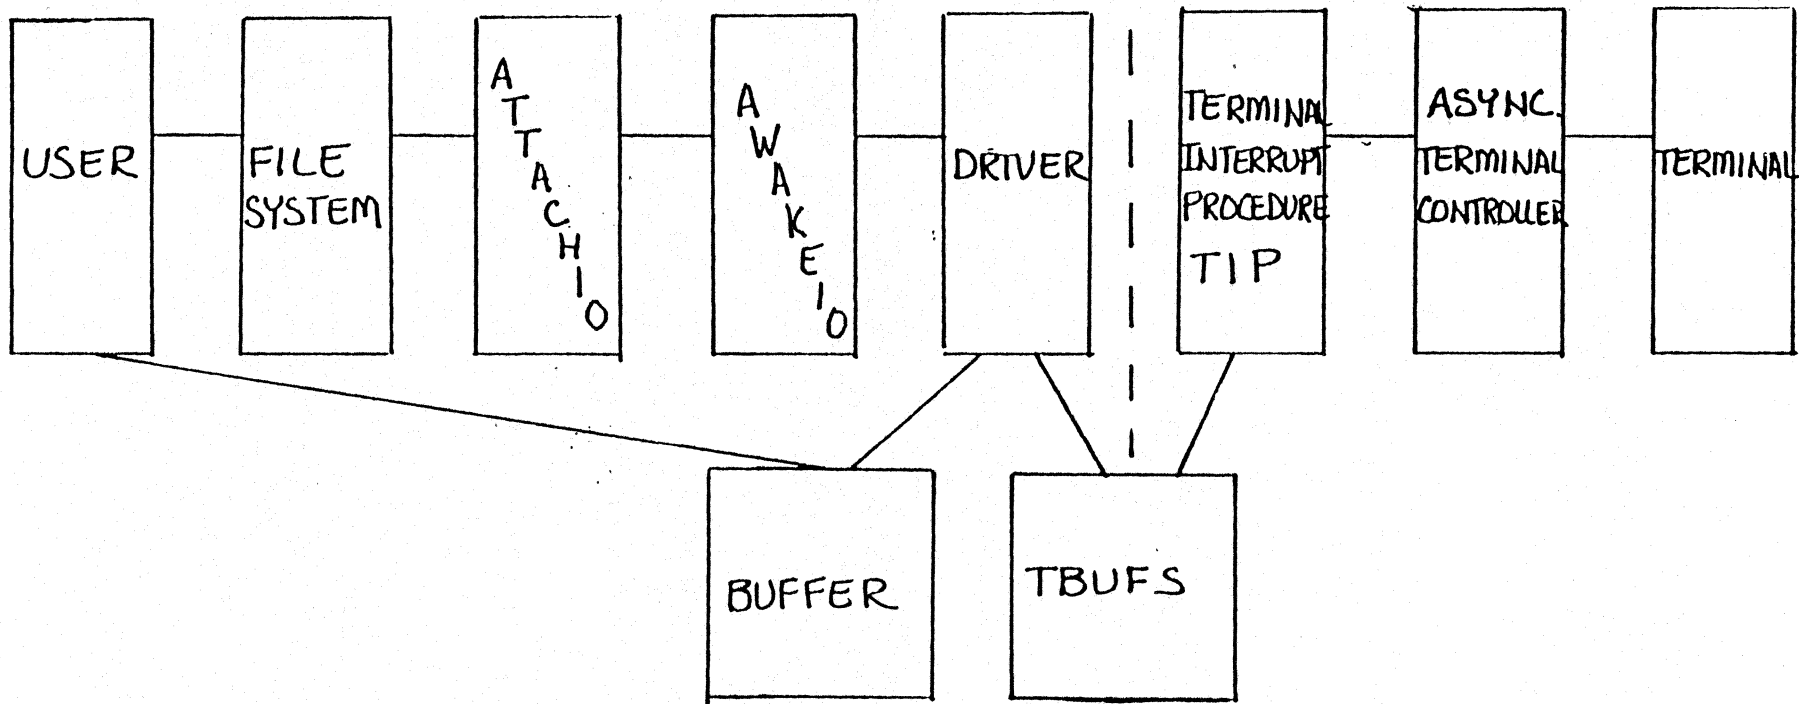 USER
FILE
SYSTEM
ATTACHIO
AWAKEIO
DRIVER
TERMINAL
INTERRUPT
PROCEDURE
TIP
ASYNC.
TERMINAL
CONTROLLER
TERMINAL
BUFFER
TBUFS